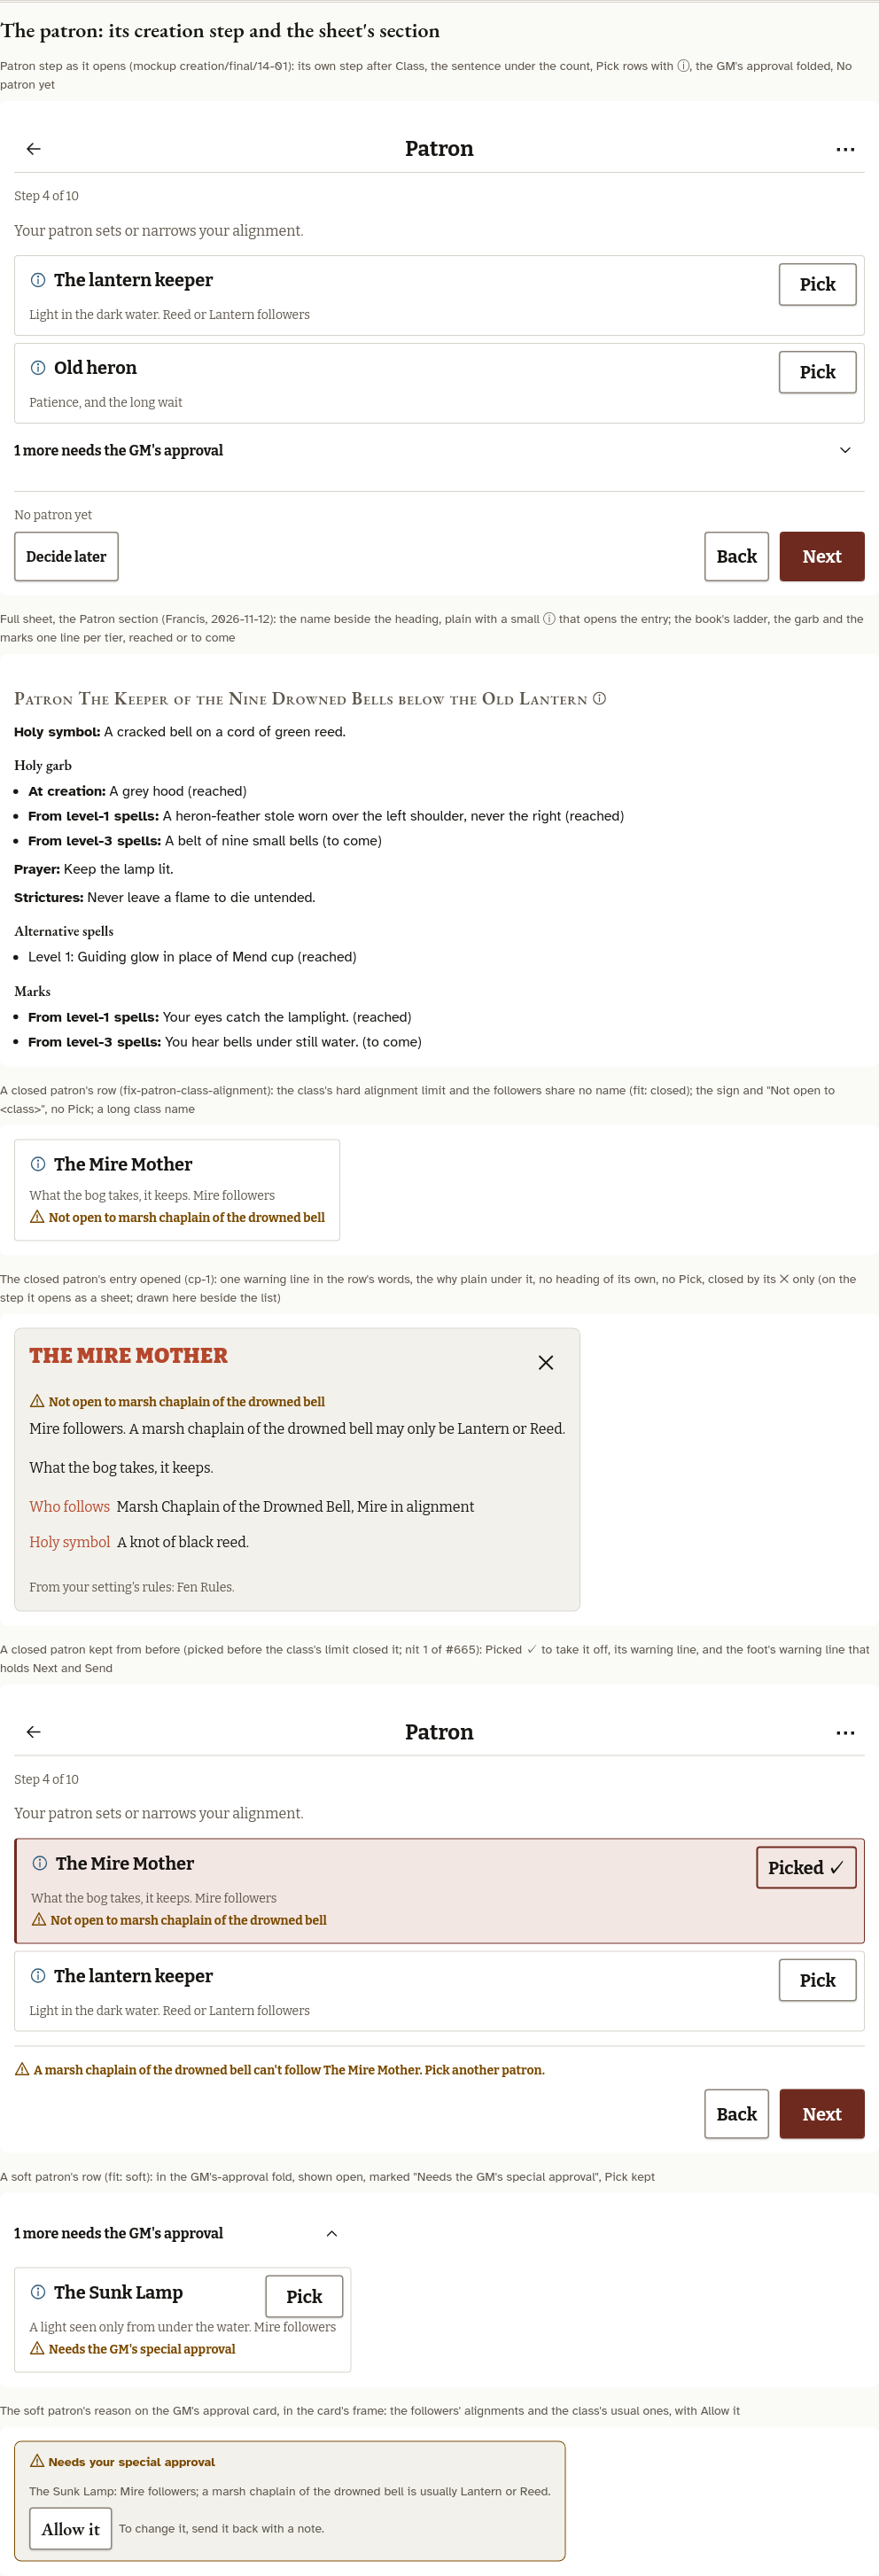 The patron: its creation step and the sheet's section
Patron step as it opens (mockup creation/final/14-01): its own step after Class, the sentence under the count, Pick rows with ⓘ, the GM's approval folded, No
patron yet
← Patron ...
Step 4 of 10
Your patron sets or narrows your alignment.
ⓘ The lantern keeper Pick
Light in the dark water. Reed or Lantern followers
ⓘ Old heron Pick
Patience, and the long wait
1 more needs the GM's approval
No patron yet
Decide later Back Next
Full sheet, the Patron section (Francis, 2026-11-12): the name beside the heading, plain with a small ⓘ that opens the entry; the book's ladder, the garb and the
marks one line per tier, reached or to come
Patron The Keeper of the Nine Drowned Bells below the Old Lantern ⓘ
Holy symbol: A cracked bell on a cord of green reed.
Holy garb
• At creation: A grey hood (reached)
• From level-1 spells: A heron-feather stole worn over the left shoulder, never the right (reached)
• From level-3 spells: A belt of nine small bells (to come)
Prayer: Keep the lamp lit.
Strictures: Never leave a flame to die untended.
Alternative spells
• Level 1: Guiding glow in place of Mend cup (reached)
Marks
• From level-1 spells: Your eyes catch the lamplight. (reached)
• From level-3 spells: You hear bells under still water. (to come)
A closed patron's row (fix-patron-class-alignment): the class's hard alignment limit and the followers share no name (fit: closed); the sign and "Not open to
<class>", no Pick; a long class name
ⓘ The Mire Mother
What the bog takes, it keeps. Mire followers
⚠ Not open to marsh chaplain of the drowned bell
The closed patron's entry opened (cp-1): one warning line in the row's words, the why plain under it, no heading of its own, no Pick, closed by its ✕ only (on the
step it opens as a sheet; drawn here beside the list)
THE MIRE MOTHER ✕
⚠ Not open to marsh chaplain of the drowned bell
Mire followers. A marsh chaplain of the drowned bell may only be Lantern or Reed.
What the bog takes, it keeps.
Who follows Marsh Chaplain of the Drowned Bell, Mire in alignment
Holy symbol A knot of black reed.
From your setting's rules: Fen Rules.
A closed patron kept from before (picked before the class's limit closed it; nit 1 of #665): Picked ✓ to take it off, its warning line, and the foot's warning line that
holds Next and Send
← Patron ...
Step 4 of 10
Your patron sets or narrows your alignment.
ⓘ The Mire Mother Picked ✓
What the bog takes, it keeps. Mire followers
⚠ Not open to marsh chaplain of the drowned bell
ⓘ The lantern keeper Pick
Light in the dark water. Reed or Lantern followers
⚠ A marsh chaplain of the drowned bell can't follow The Mire Mother. Pick another patron.
Back Next
A soft patron's row (fit: soft): in the GM's-approval fold, shown open, marked "Needs the GM's special approval", Pick kept
1 more needs the GM's approval
ⓘ The Sunk Lamp Pick
A light seen only from under the water. Mire followers
⚠ Needs the GM's special approval
The soft patron's reason on the GM's approval card, in the card's frame: the followers' alignments and the class's usual ones, with Allow it
⚠ Needs your special approval
The Sunk Lamp: Mire followers; a marsh chaplain of the drowned bell is usually Lantern or Reed.
Allow it To change it, send it back with a note.